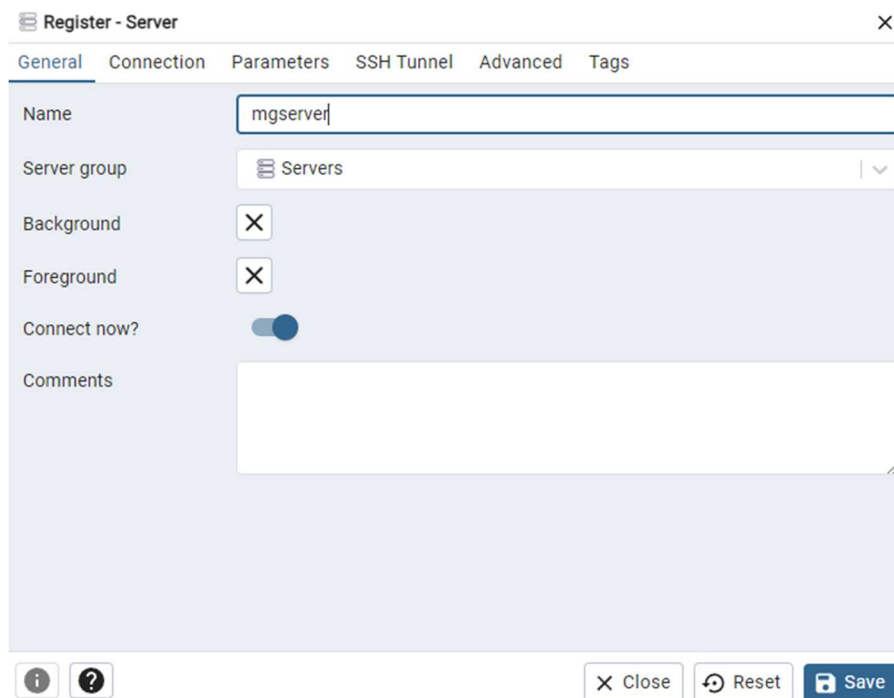 Register - Server
General Connection Parameters SSH Tunnel Advanced Tags
Name mgserver
Server group Servers
Background
Foreground
Connect now?
Comments
Close Reset Save